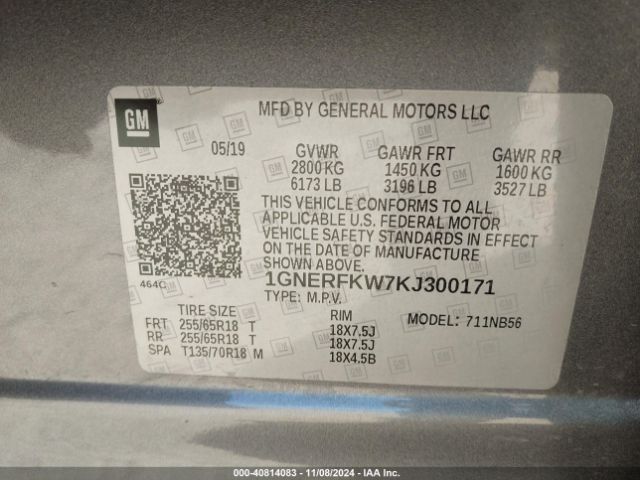 GM
MFD BY GENERAL MOTORS LLC
05/19 GVWR GAWR FRT GAWR RR
2800 KG 1450 KG 1600 KG
6173 LB 3196 LB 3527 LB
THIS VEHICLE CONFORMS TO ALL
APPLICABLE U.S. FEDERAL MOTOR
VEHICLE SAFETY STANDARDS IN EFFECT
ON THE DATE OF MANUFACTURE
SHOWN ABOVE.
464C 1GNERFKW7KJ300171
TYPE: M.P.V.
TIRE SIZE RIM MODEL: 711NB56
FRT 255/65R18 T 18X7.5J
RR 255/65R18 T 18X7.5J
SPA T135/70R18 M 18X4.5B
00-40814083 - 11/08/2024 - IAA Inc.